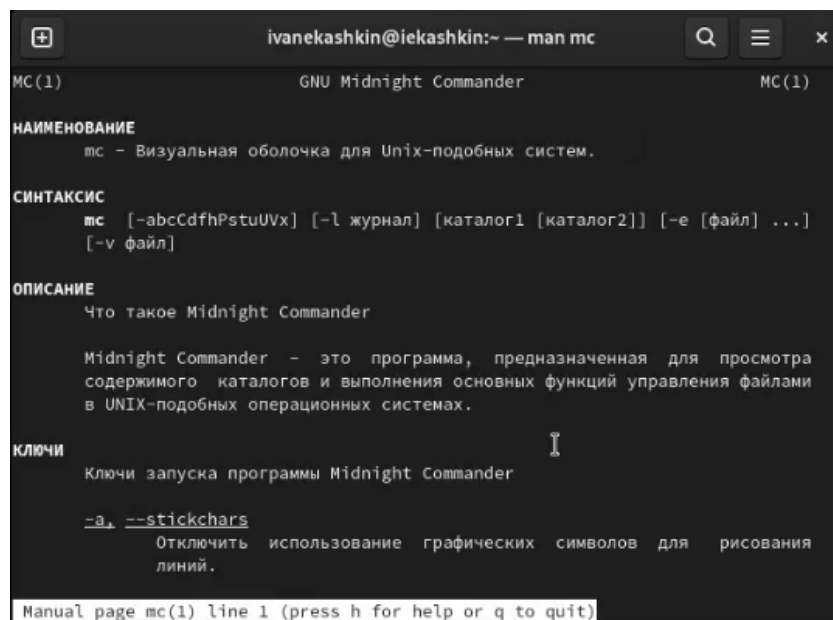 ivanekashkin@iekashkin:~ — man mc
MC(1) GNU Midnight Commander MC(1)
НАИМЕНОВАНИЕ
mc – Визуальная оболочка для Unix-подобных систем.
СИНТАКСИС
mc [-abcCdfhPstuUVx] [-l журнал] [каталог1 [каталог2]] [-e [файл] ...]
[-v файл]
ОПИСАНИЕ
Что такое Midnight Commander
Midnight Commander – это программа, предназначенная для просмотра
содержимого каталогов и выполнения основных функций управления файлами
в UNIX-подобных операционных системах.
КЛЮЧИ
Ключи запуска программы Midnight Commander
-a, --stickchars
Отключить использование графических символов для рисования
линий.
Manual page mc(1) line 1 (press h for help or q to quit)